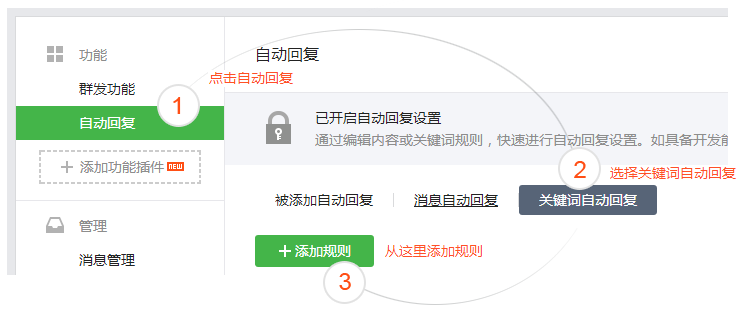 功能
群发功能
自动回复
添加功能插件 NEW
管理
消息管理
自动回复
1
点击自动回复
已开启自动回复设置
通过编辑内容或关键词规则，快速进行自动回复设置。如具备开发能
2
选择关键词自动回复
被添加自动回复
消息自动回复
关键词自动回复
+ 添加规则
从这里添加规则
3